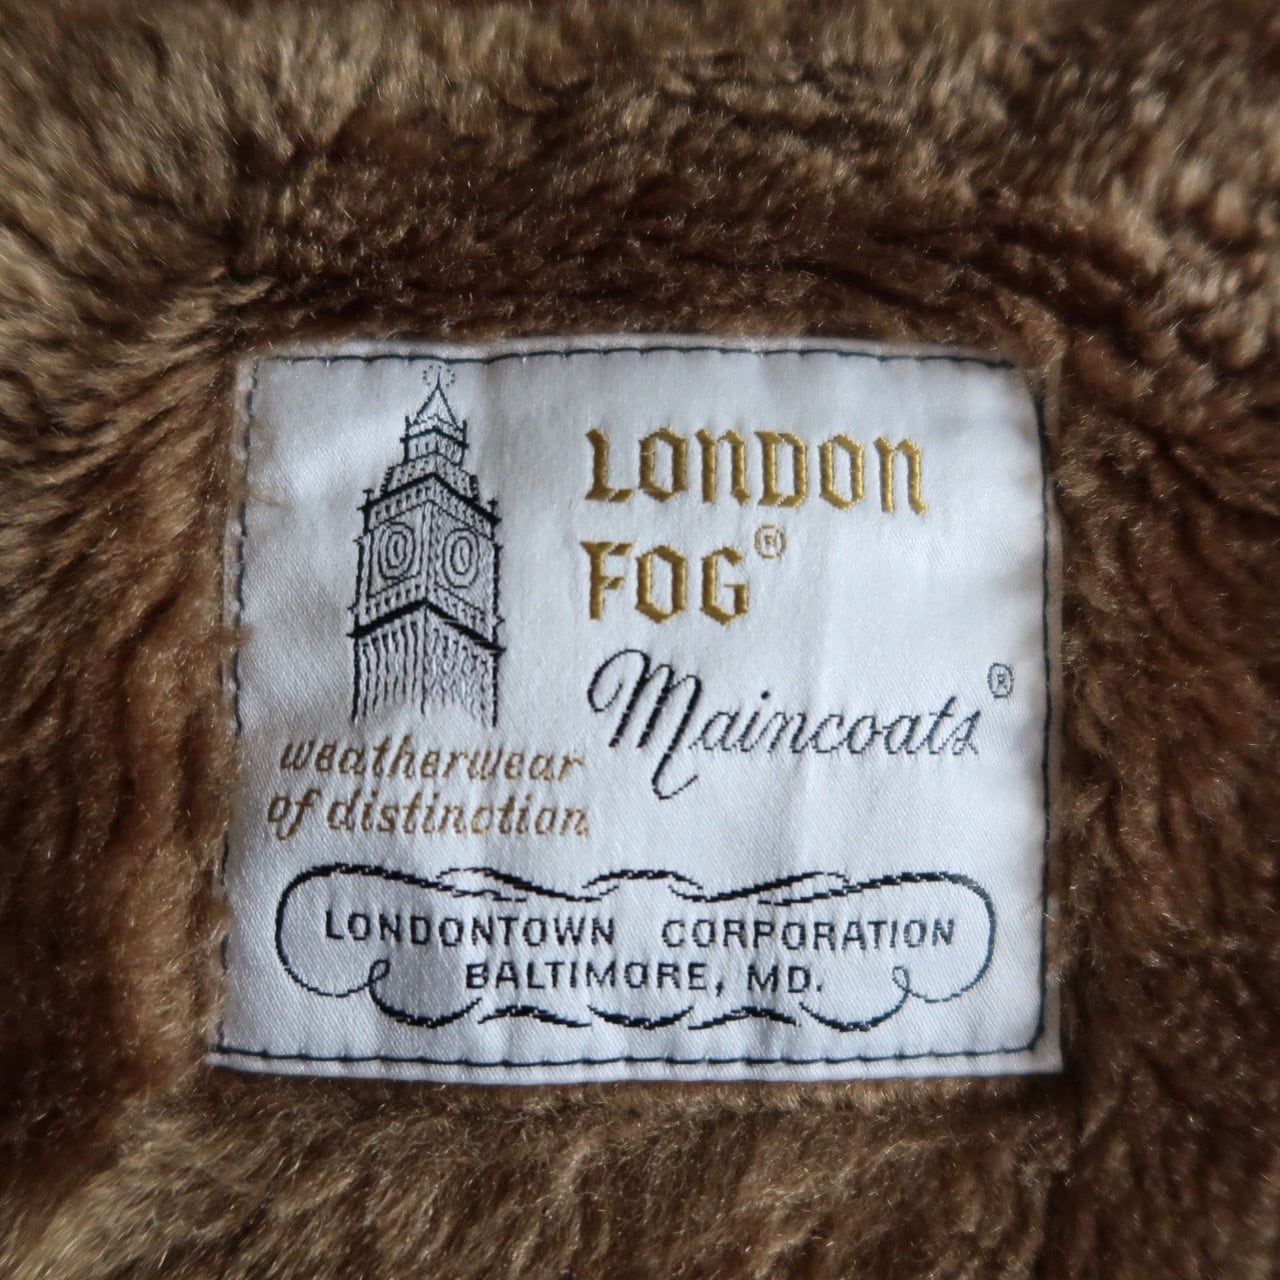 LONDON
FOG®
Maincoats®
weatherwear
of distinction
LONDONTOWN CORPORATION
BALTIMORE, MD.